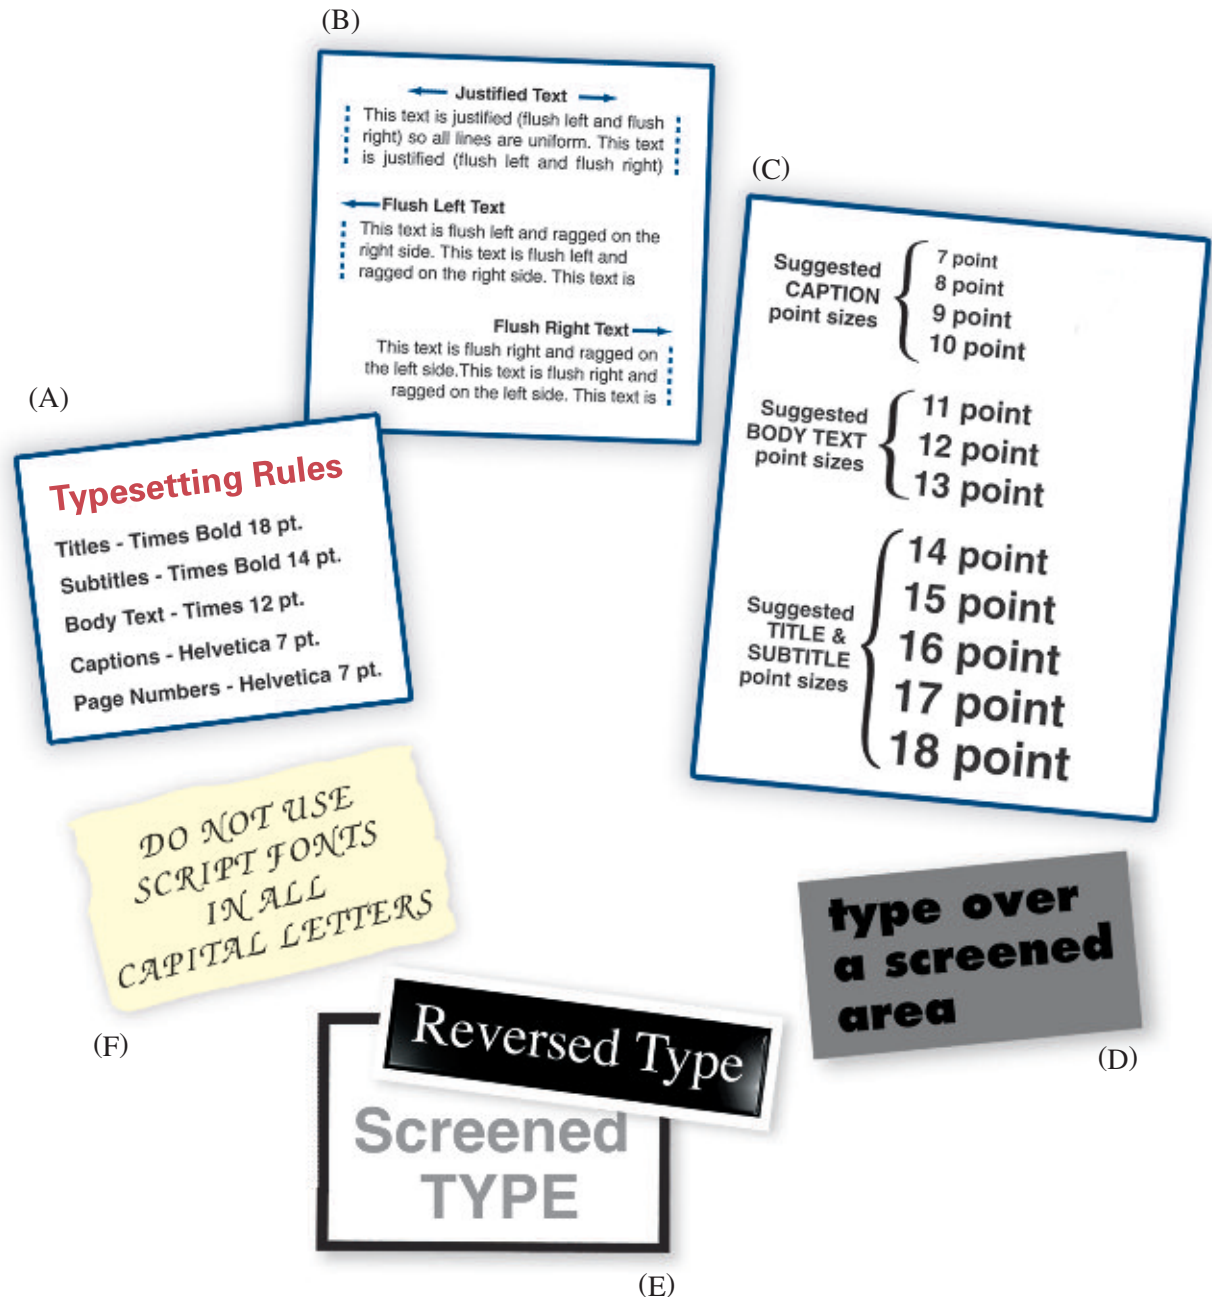 (B)
Justified Text
This text is justified (flush left and flush
right) so all lines are uniform. This text
is justified (flush left and flush right)
Flush Left Text
This text is flush left and ragged on the
right side. This text is flush left and
ragged on the right side. This text is
Flush Right Text
This text is flush right and ragged on
the left side.This text is flush right and
ragged on the left side. This text is
(C)
Suggested
CAPTION
point sizes
7 point
8 point
9 point
10 point
Suggested
BODY TEXT
point sizes
11 point
12 point
13 point
Suggested
TITLE &
SUBTITLE
point sizes
14 point
15 point
16 point
17 point
18 point
(A)
Typesetting Rules
Titles - Times Bold 18 pt.
Subtitles - Times Bold 14 pt.
Body Text - Times 12 pt.
Captions - Helvetica 7 pt.
Page Numbers - Helvetica 7 pt.
DO NOT USE
SCRIPT FONTS
IN ALL
CAPITAL LETTERS
(F)
type over
a screened
area
(D)
Reversed Type
Screened
TYPE
(E)